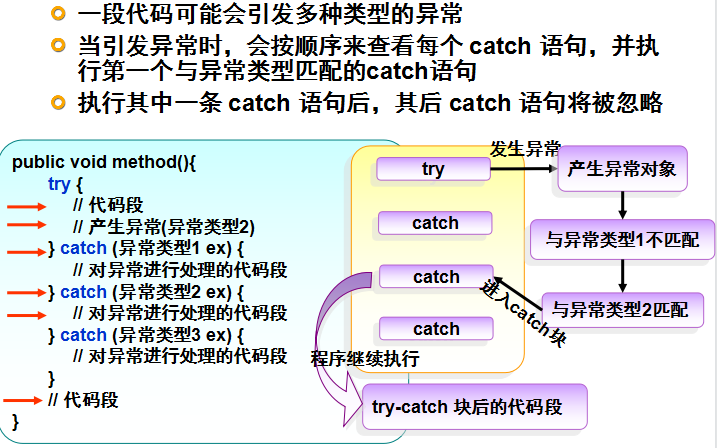 一段代码可能会引发多种类型的异常
当引发异常时，会按顺序来查看每个 catch 语句，并执
行第一个与异常类型匹配的catch语句
执行其中一条 catch 语句后，其后 catch 语句将被忽略
public void method(){
try {
// 代码段
// 产生异常(异常类型2)
} catch (异常类型1 ex) {
// 对异常进行处理的代码段
} catch (异常类型2 ex) {
// 对异常进行处理的代码段
} catch (异常类型3 ex) {
// 对异常进行处理的代码段
}
// 代码段
}
try
发生异常
产生异常对象
catch
与异常类型1不匹配
catch
进入catch块
与异常类型2匹配
catch
程序继续执行
try-catch 块后的代码段